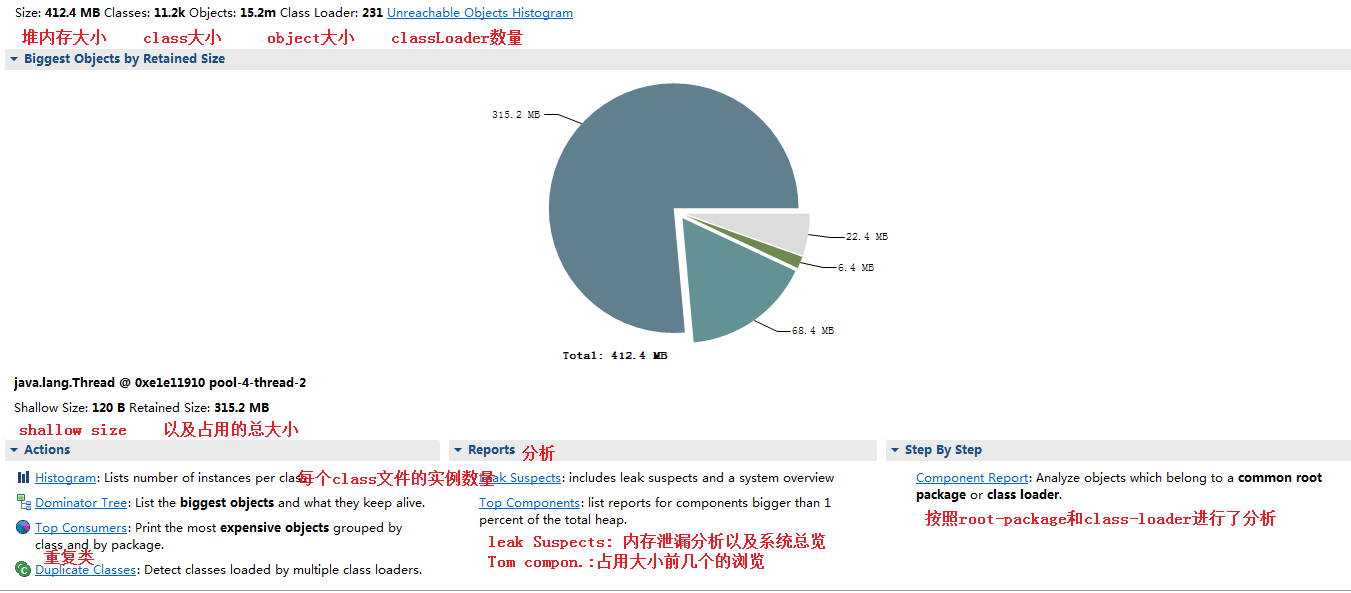 Size: 412.4 MB Classes: 11.2k Objects: 15.2m Class Loader: 231 Unreachable Objects Histogram
堆内存大小 class大小 object大小 classLoader数量
Biggest Objects by Retained Size
315.2 MB
22.4 MB
6.4 MB
68.4 MB
Total: 412.4 MB
java.lang.Thread @ 0xe1e11910 pool-4-thread-2
Shallow Size: 120 B Retained Size: 315.2 MB
shallow size 以及占用的总大小
Actions
Histogram: Lists number of instances per class
每个class文件的实例数量
Dominator Tree: List the biggest objects and what they keep alive.
Top Consumers: Print the most expensive objects grouped by
class and by package.
重复类
Duplicate Classes: Detect classes loaded by multiple class loaders.
Reports 分析
Leak Suspects: includes leak suspects and a system overview
Top Components: list reports for components bigger than 1
percent of the total heap.
leak Suspects: 内存泄漏分析以及系统总览
Tom compon.:占用大小前几个的浏览
Step By Step
Component Report: Analyze objects which belong to a common root
package or class loader.
按照root-package和class-loader进行了分析